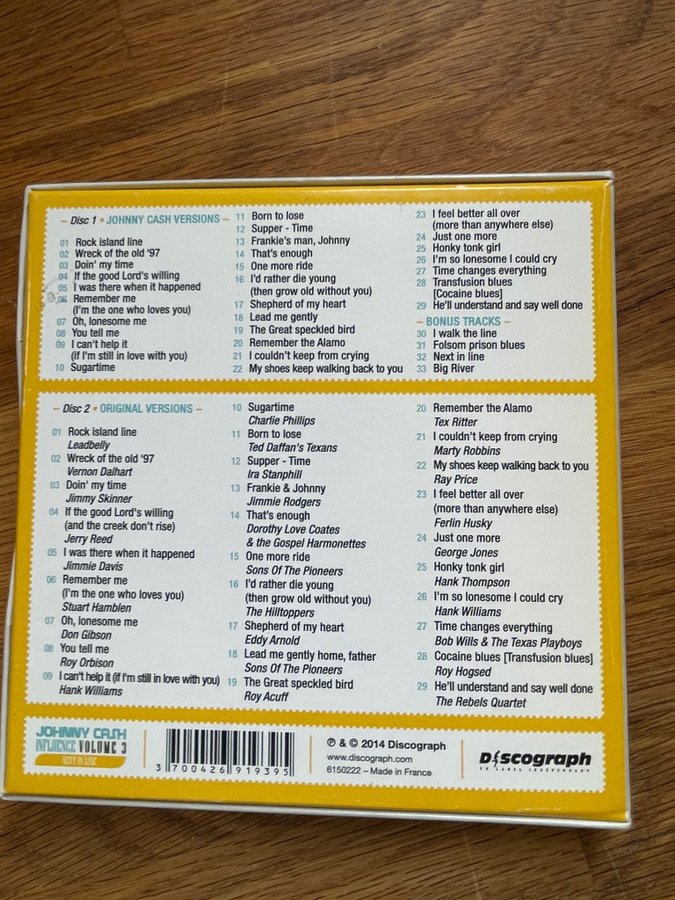 – Disc 1 • JOHNNY CASH VERSIONS –
01 Rock island line
02 Wreck of the old '97
03 Doin' my time
04 If the good Lord's willing
05 I was there when it happened
06 Remember me
(I'm the one who loves you)
07 Oh, lonesome me
08 You tell me
09 I can't help it
(if I'm still in love with you)
10 Sugartime
11 Born to lose
12 Supper - Time
13 Frankie's man, Johnny
14 That's enough
15 One more ride
16 I'd rather die young
(then grow old without you)
17 Shepherd of my heart
18 Lead me gently
19 The Great speckled bird
20 Remember the Alamo
21 I couldn't keep from crying
22 My shoes keep walking back to you
23 I feel better all over
(more than anywhere else)
24 Just one more
25 Honky tonk girl
26 I'm so lonesome I could cry
27 Time changes everything
28 Transfusion blues
[Cocaine blues]
29 He'll understand and say well done
– BONUS TRACKS –
30 I walk the line
31 Folsom prison blues
32 Next in line
33 Big River
– Disc 2 • ORIGINAL VERSIONS –
01 Rock island line
Leadbelly
02 Wreck of the old '97
Vernon Dalhart
03 Doin' my time
Jimmy Skinner
04 If the good Lord's willing
(and the creek don't rise)
Jerry Reed
05 I was there when it happened
Jimmie Davis
06 Remember me
(I'm the one who loves you)
Stuart Hamblen
07 Oh, lonesome me
Don Gibson
08 You tell me
Roy Orbison
09 I can't help it (if I'm still in love with you)
Hank Williams
10 Sugartime
Charlie Phillips
11 Born to lose
Ted Daffan's Texans
12 Supper - Time
Ira Stanphill
13 Frankie & Johnny
Jimmie Rodgers
14 That's enough
Dorothy Love Coates
& the Gospel Harmonettes
15 One more ride
Sons Of The Pioneers
16 I'd rather die young
(then grow old without you)
The Hilltoppers
17 Shepherd of my heart
Eddy Arnold
18 Lead me gently home, father
Sons Of The Pioneers
19 The Great speckled bird
Roy Acuff
20 Remember the Alamo
Tex Ritter
21 I couldn't keep from crying
Marty Robbins
22 My shoes keep walking back to you
Ray Price
23 I feel better all over
(more than anywhere else)
Ferlin Husky
24 Just one more
George Jones
25 Honky tonk girl
Hank Thompson
26 I'm so lonesome I could cry
Hank Williams
27 Time changes everything
Bob Wills & The Texas Playboys
28 Cocaine blues [Transfusion blues]
Roy Hogsed
29 He'll understand and say well done
The Rebels Quartet
JOHNNY CASH
INFLUENCE VOLUME 3
NEXT IN LINE
3 700426 919395
℗ & © 2014 Discograph
www.discograph.com
6150222 – Made in France
Discograph
UN LABEL INDEPENDANT